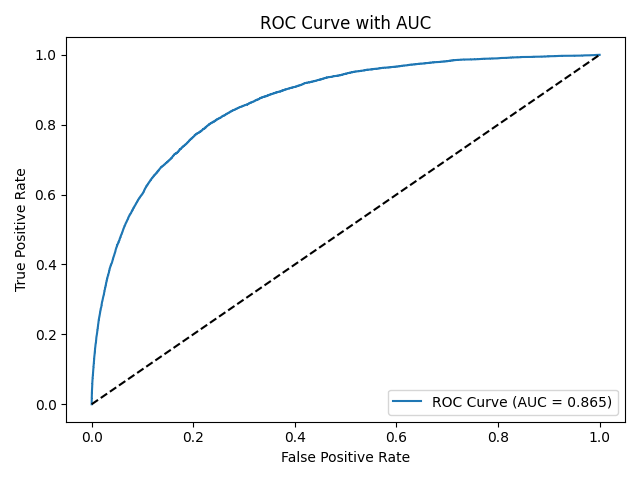 ROC Curve with AUC
True Positive Rate
1.0
0.8
0.6
0.4
0.2
0.0
ROC Curve (AUC = 0.865)
0.0 0.2 0.4 0.6 0.8 1.0
False Positive Rate